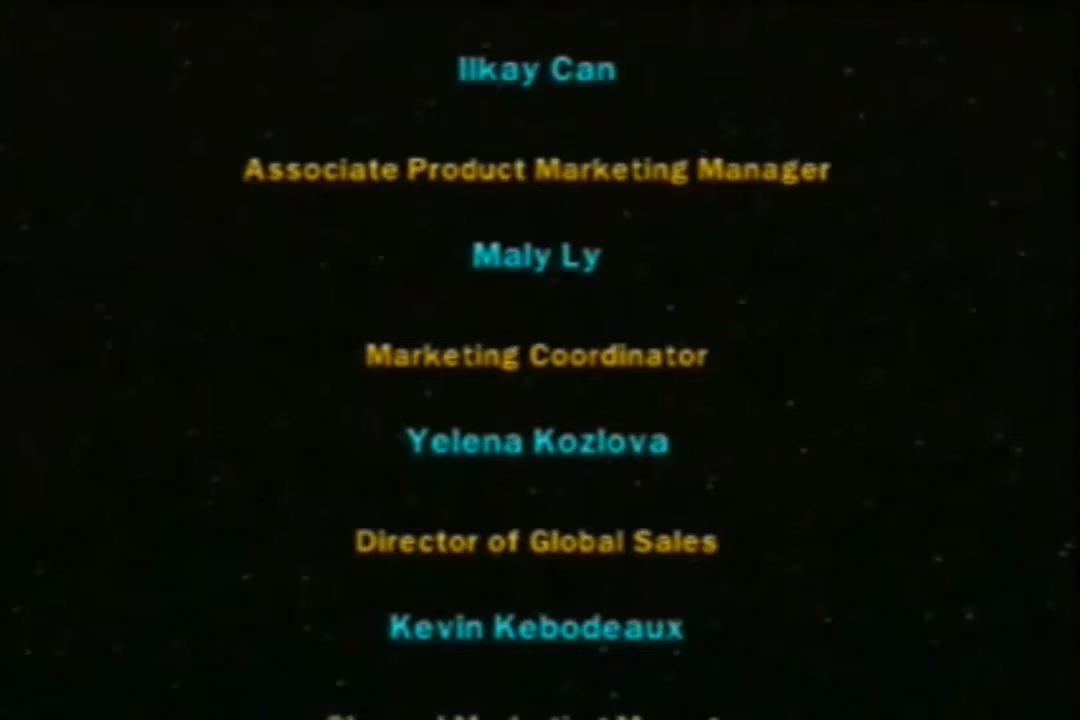 Ilkay Can
Associate Product Marketing Manager
Maly Ly
Marketing Coordinator
Yelena Kozlova
Director of Global Sales
Kevin Kebodeaux